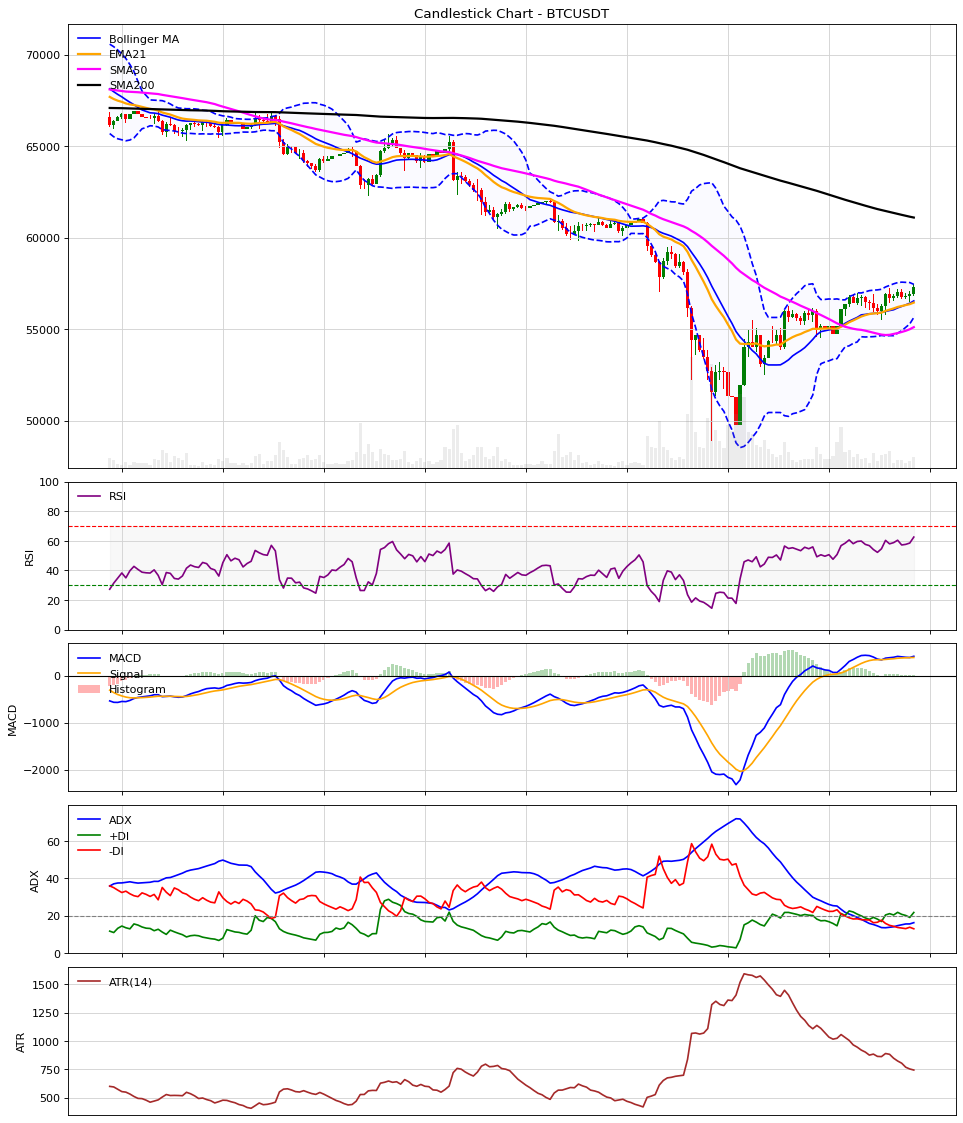 Candlestick Chart - BTCUSDT
Bollinger MA
EMA21
SMA50
SMA200
70000
65000
60000
55000
50000
RSI
100
80
60
40
20
0
RSI
MACD
Signal
Histogram
0
−1000
−2000
MACD
ADX
+DI
-DI
60
40
20
0
ADX
ATR(14)
1500
1250
1000
750
500
ATR